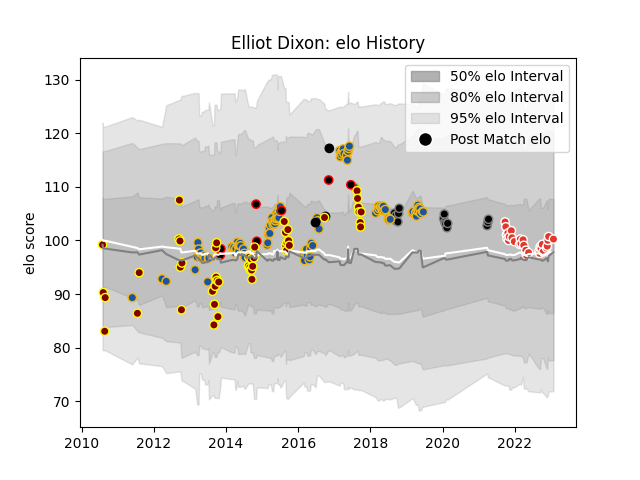 Elliot Dixon: elo History
130
120
110
100
90
80
70
elo score
50% elo Interval
80% elo Interval
95% elo Interval
Post Match elo
2010 2012 2014 2016 2018 2020 2022